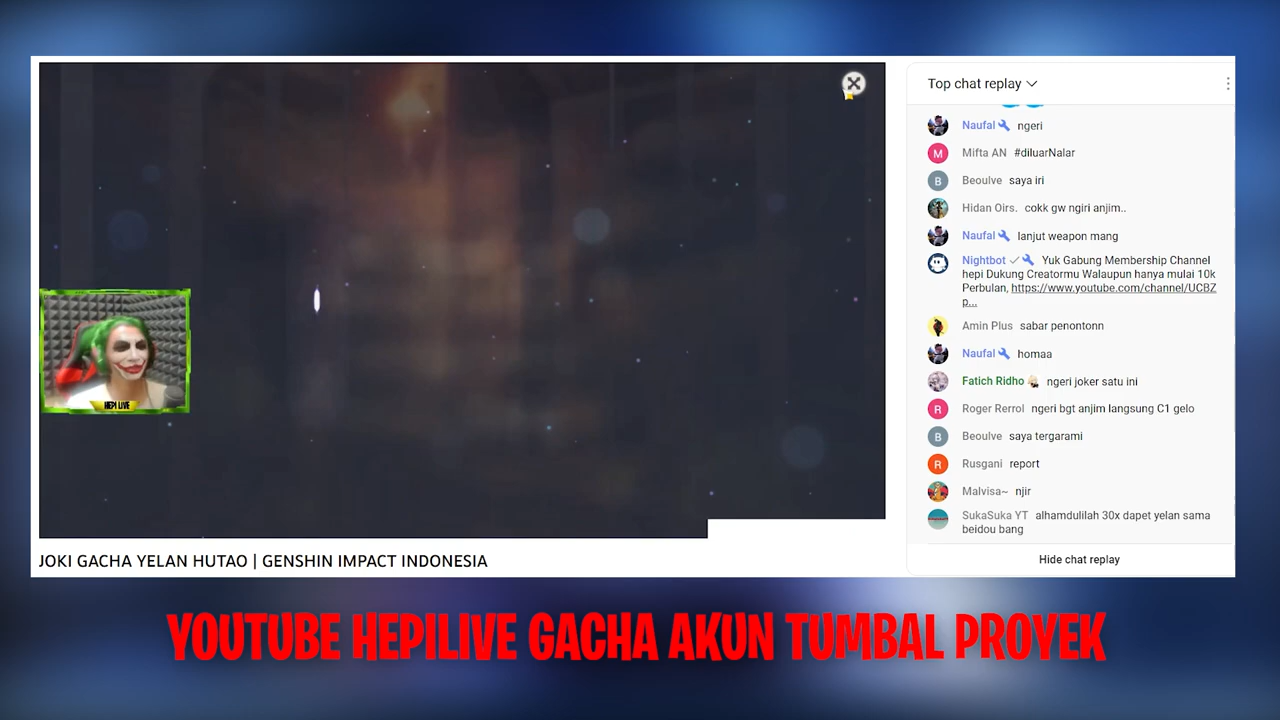 Top chat replay
Naufal ngeri
Mifta AN #diluarNalar
Beoulve saya iri
Hidan Oirs. cokk gw ngiri anjim..
Naufal lanjut weapon mang
Nightbot Yuk Gabung Membership Channel
hepi Dukung Creatormu Walaupun hanya mulai 10k
Perbulan, https://www.youtube.com/channel/UCBZ
p...
Amin Plus sabar penontonn
Naufal homaa
Fatich Ridho ngeri joker satu ini
Roger Rerrol ngeri bgt anjim langsung C1 gelo
Beoulve saya tergarami
Rusgani report
Malvisa~ njir
SukaSuka YT alhamdulilah 30x dapet yelan sama
beidou bang
Hide chat replay
HEPI LIVE
JOKI GACHA YELAN HUTAO | GENSHIN IMPACT INDONESIA
YOUTUBE HEPILIVE GACHA AKUN TUMBAL PROYEK